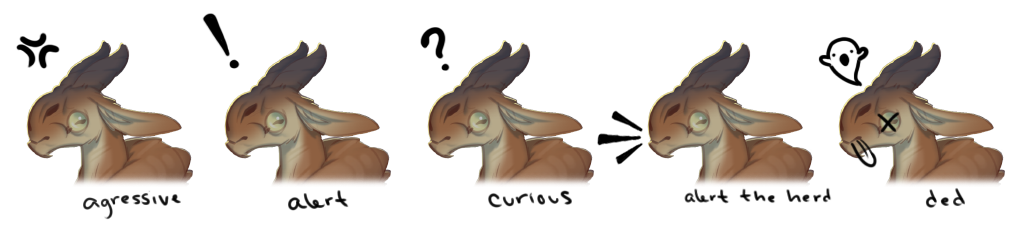 ! ?
agressive alert curious alert the herd ded